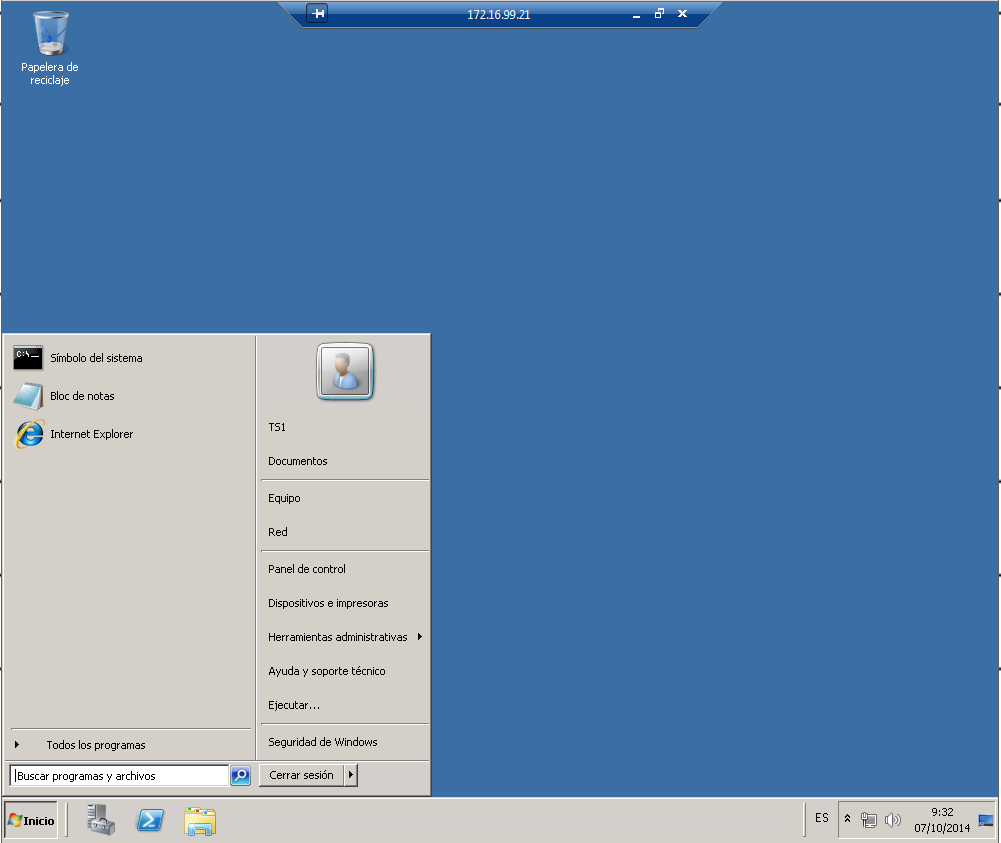 172.16.99.21
Papelera de
reciclaje
C:\
Símbolo del sistema
Bloc de notas
Internet Explorer
Todos los programas
Buscar programas y archivos
TS1
Documentos
Equipo
Red
Panel de control
Dispositivos e impresoras
Herramientas administrativas
Ayuda y soporte técnico
Ejecutar...
Seguridad de Windows
Cerrar sesión
Inicio
ES
9:32
07/10/2014